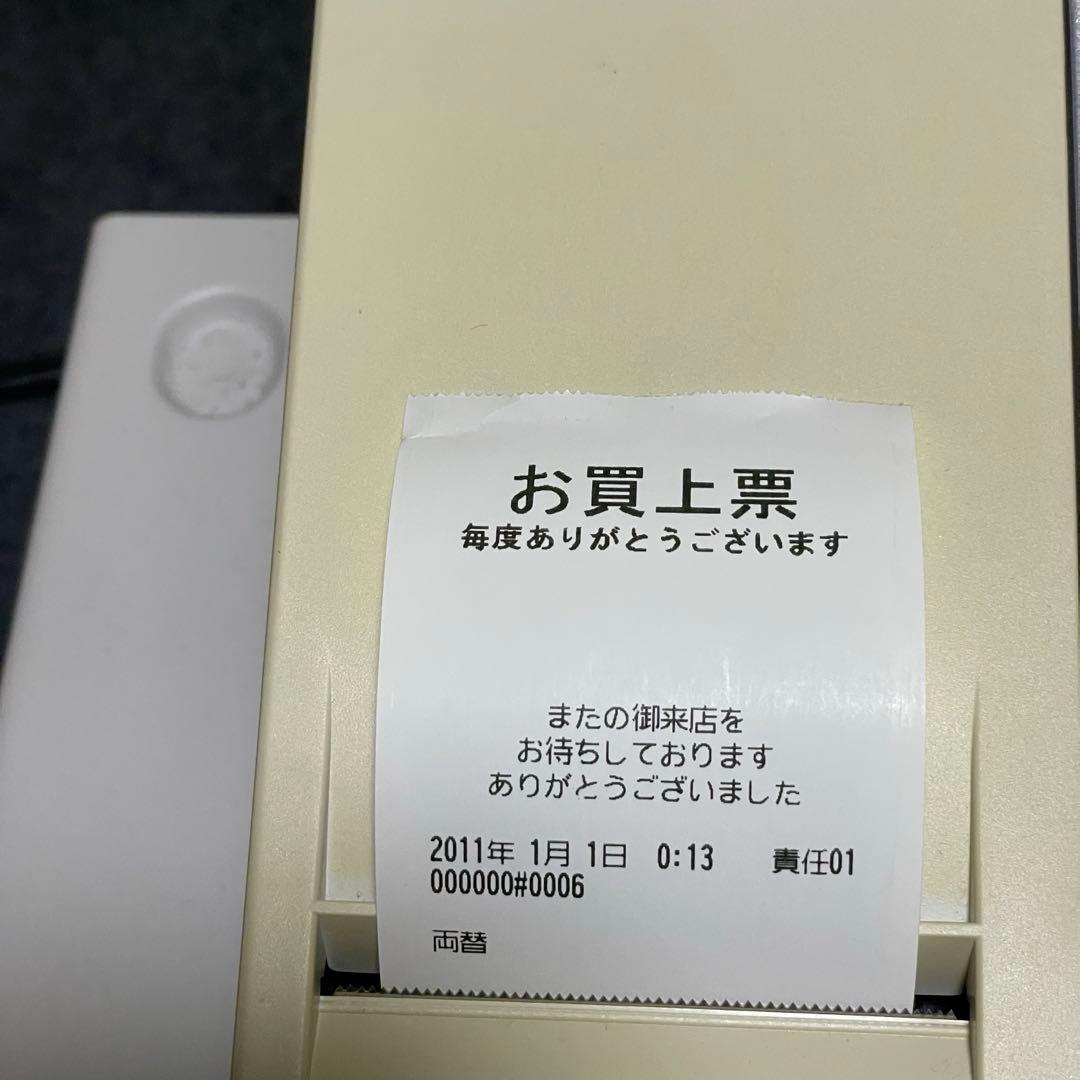 お買上票
毎度ありがとうございます
またの御来店を
お待ちしております
ありがとうございました
2011年 1月 1日 0:13 責任01
000000#0006
両替